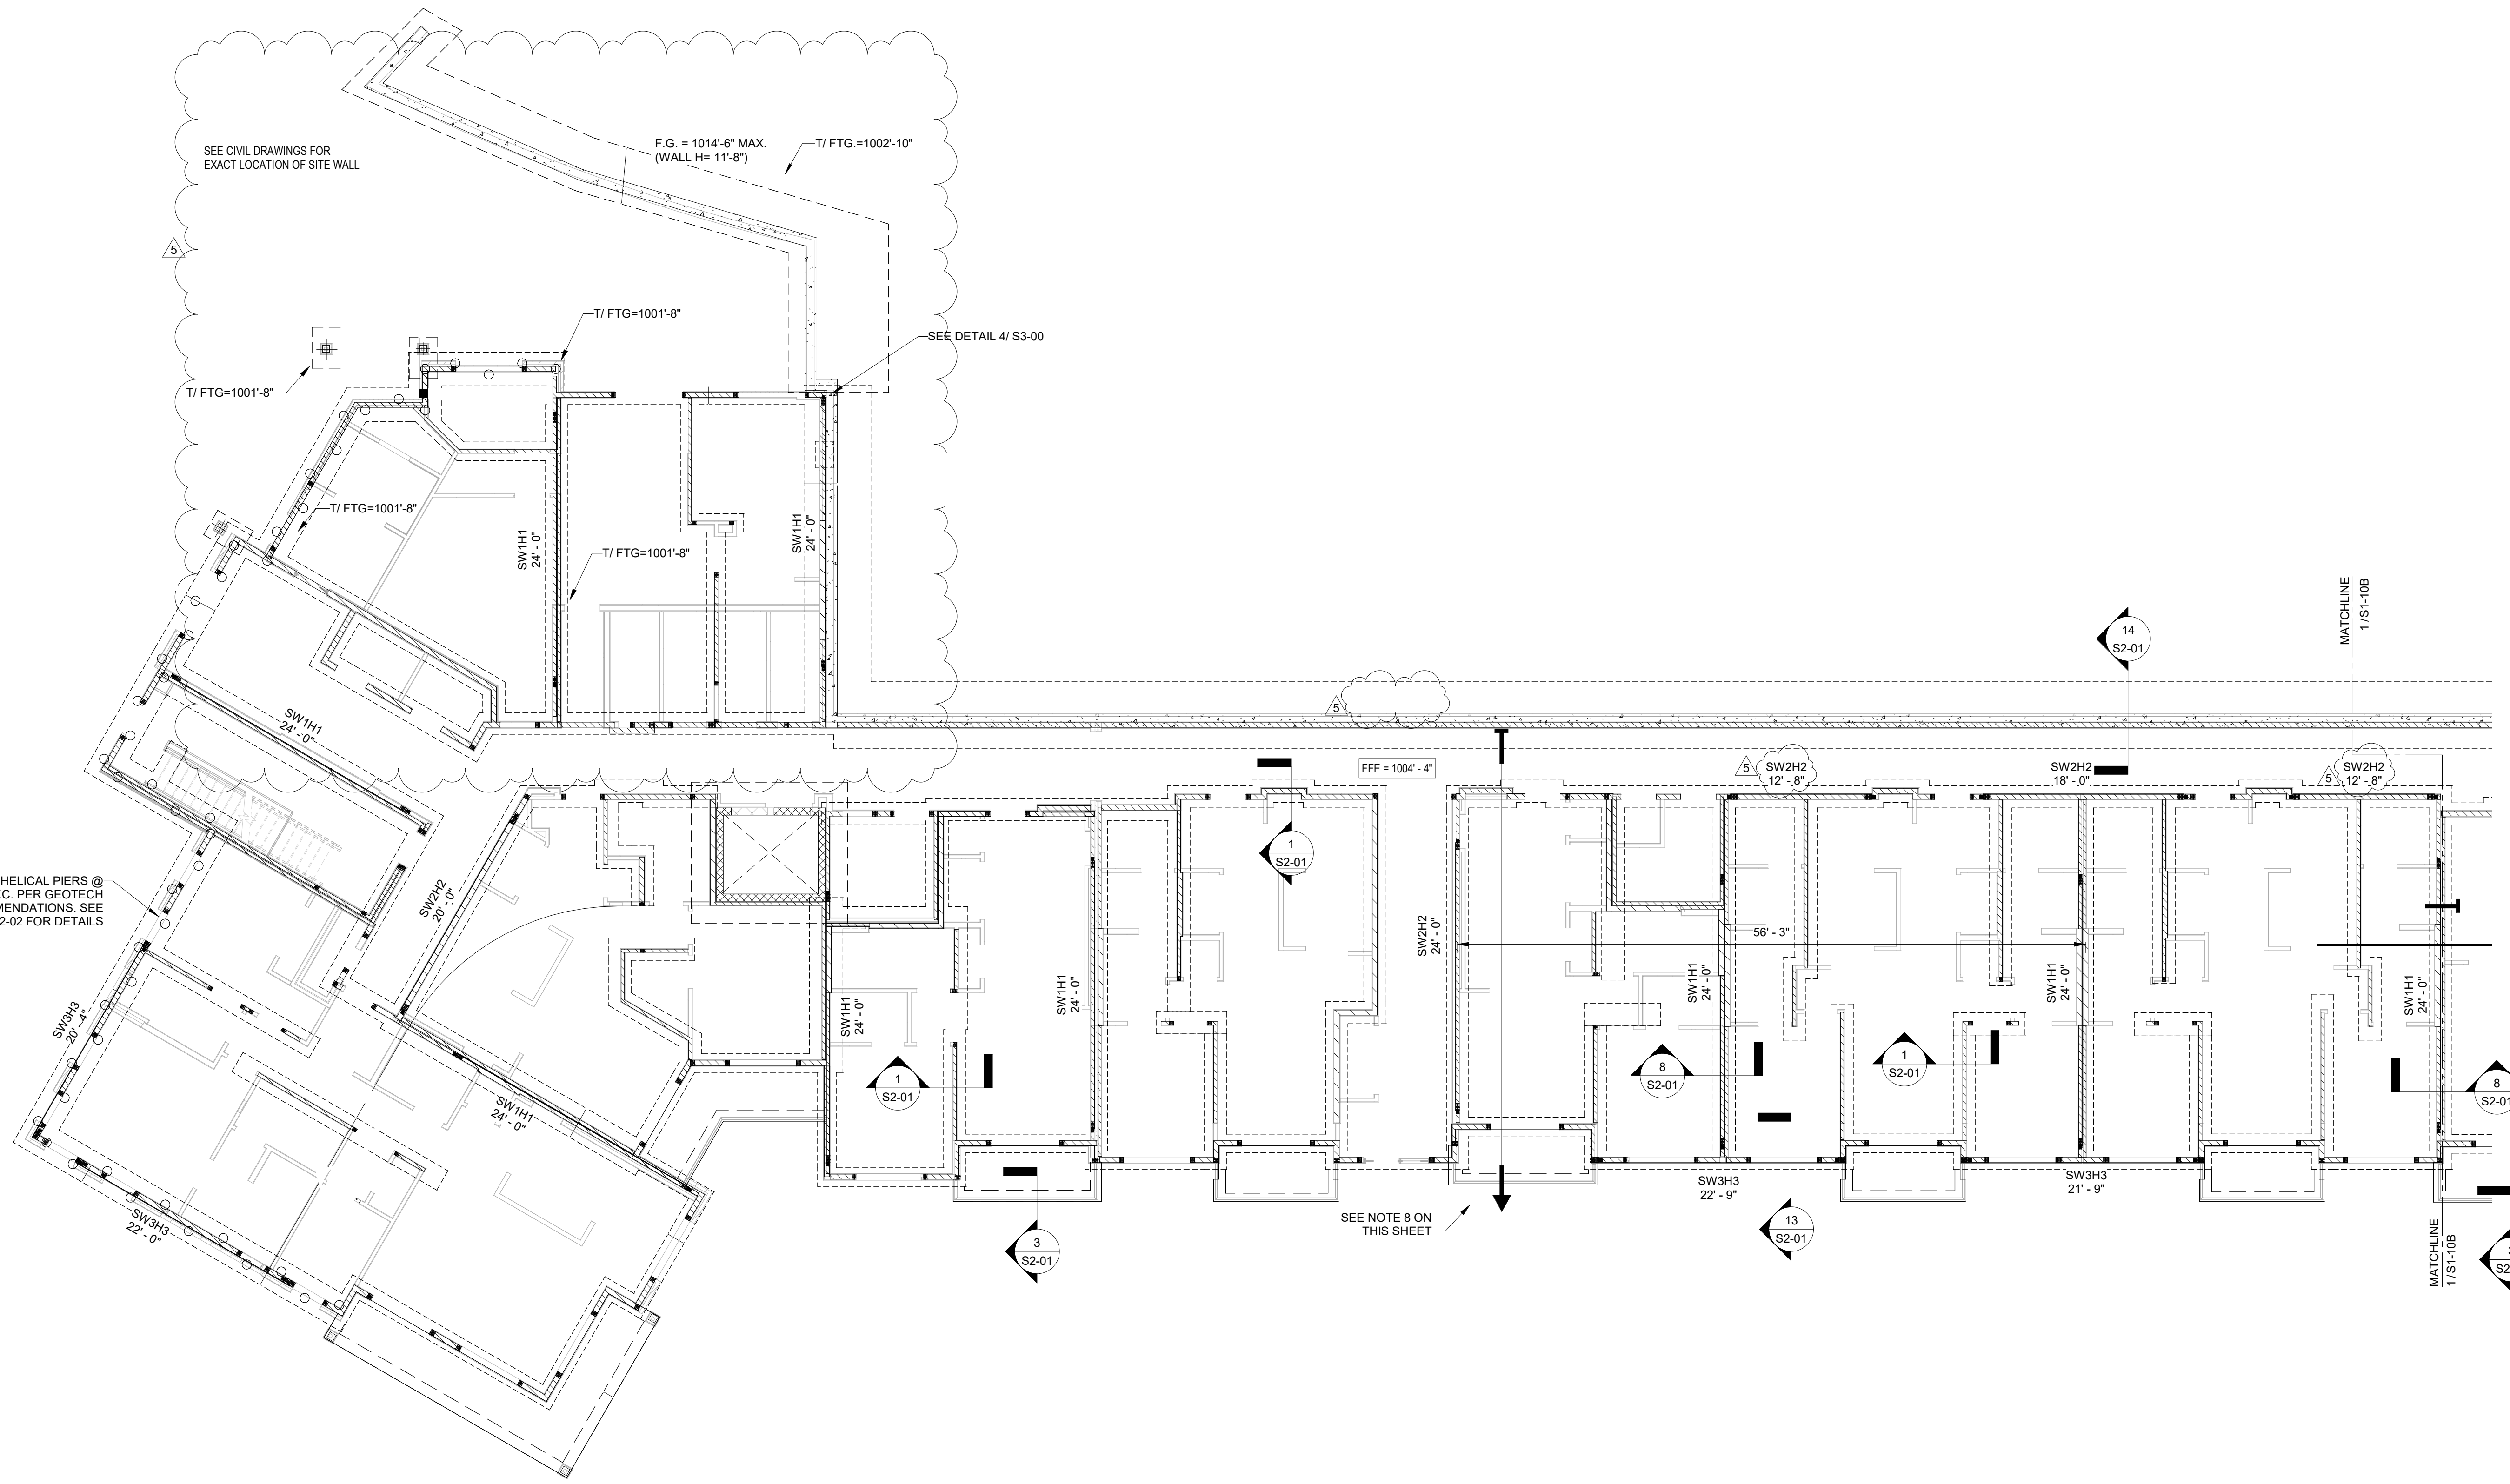 SEE CIVIL DRAWINGS FOR
EXACT LOCATION OF SITE WALL
F.G. = 1014'-6" MAX.
(WALL H= 11'-8")
T/ FTG.=1002'-10"
5
T/ FTG=1001'-8"
SEE DETAIL 4/ S3-00
T/ FTG=1001'-8"
T/ FTG=1001'-8"
T/ FTG=1001'-8"
SW1H1
24' - 0"
SW1H1
24' - 0"
SW1H1
24' - 0"
MATCHLINE
1 / S1-10B
14
S2-01
5
FFE = 1004' - 4"
5
SW2H2
12' - 8"
SW2H2
18' - 0"
5
SW2H2
12' - 8"
1
S2-01
HELICAL PIERS @
C. PER GEOTECH
MENDATIONS. SEE
2-02 FOR DETAILS
SW2H2
20' - 0"
SW2H2
24' - 0"
56' - 3"
SW1H1
24' - 0"
SW1H1
24' - 0"
SW1H1
24' - 0"
SW1H1
24' - 0"
SW1H1
24' - 0"
SW3H3
20' - 4"
1
S2-01
8
S2-01
1
S2-01
8
S2-01
SW1H1
24' - 0"
SW3H3
22' - 0"
SW3H3
22' - 9"
SW3H3
21' - 9"
SEE NOTE 8 ON
THIS SHEET
3
S2-01
13
S2-01
MATCHLINE
1 / S1-10B